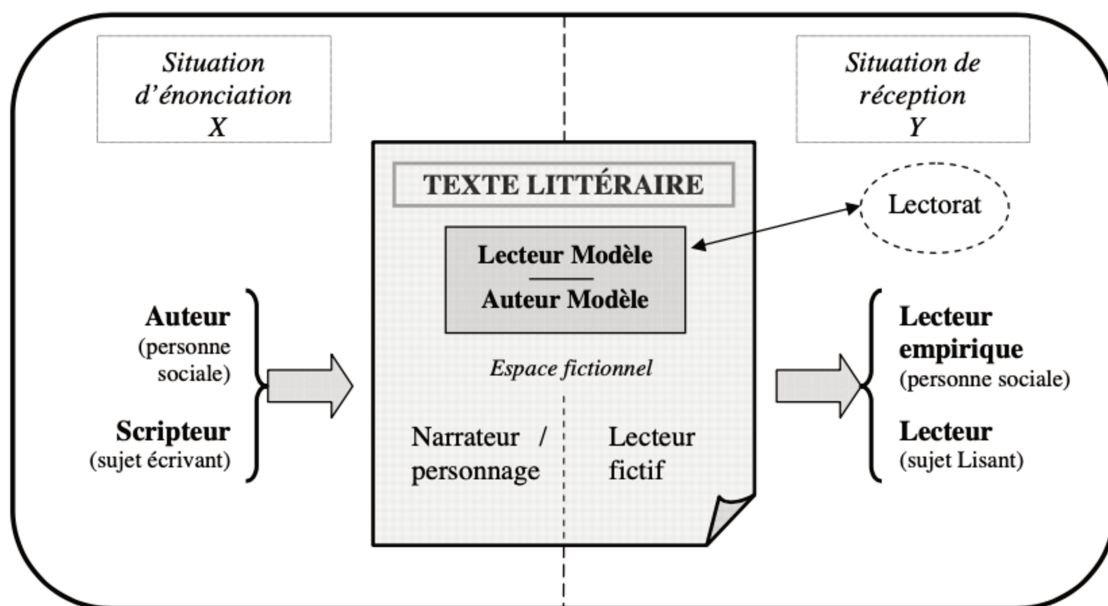 Situation
d'énonciation
X
Situation de
réception
Y
TEXTE LITTÉRAIRE
Lectorat
Lecteur Modèle
Auteur Modèle
Auteur
(personne
sociale)
Scripteur
(sujet écrivant)
Espace fictionnel
Narrateur /
personnage
Lecteur
fictif
Lecteur
empirique
(personne sociale)
Lecteur
(sujet Lisant)